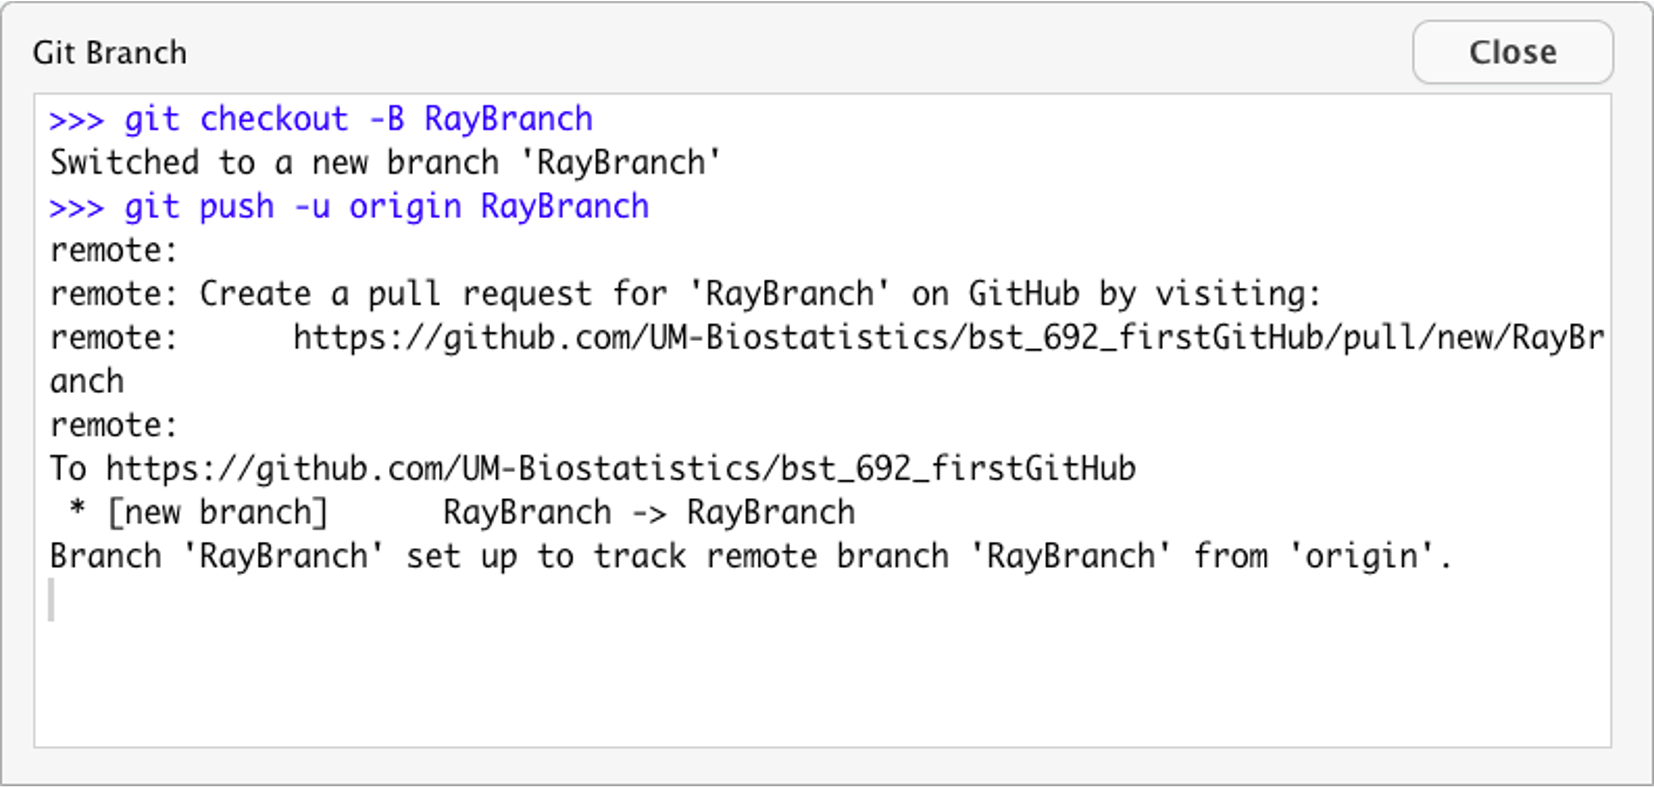 Git Branch
Close
>>> git checkout -B RayBranch
Switched to a new branch 'RayBranch'
>>> git push -u origin RayBranch
remote:
remote: Create a pull request for 'RayBranch' on GitHub by visiting:
remote:      https://github.com/UM-Biostatistics/bst_692_firstGitHub/pull/new/RayBr
anch
remote:
To https://github.com/UM-Biostatistics/bst_692_firstGitHub
 * [new branch]      RayBranch -> RayBranch
Branch 'RayBranch' set up to track remote branch 'RayBranch' from 'origin'.